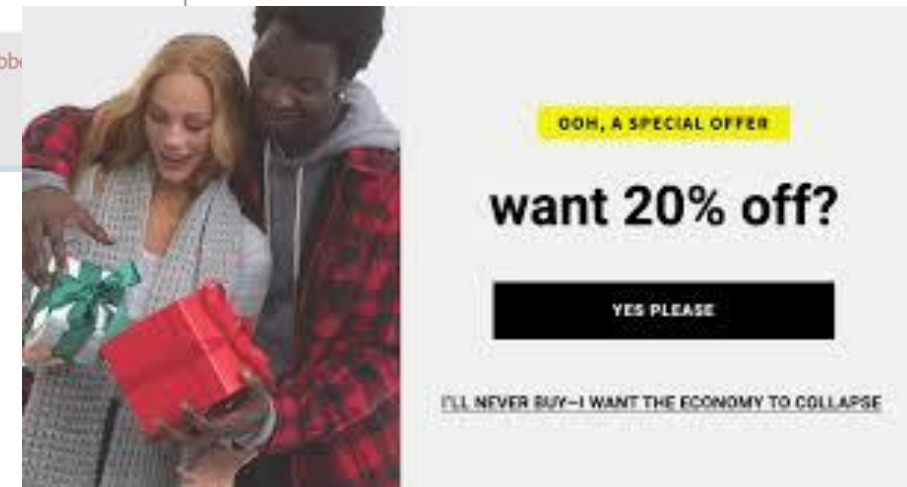 OOH, A SPECIAL OFFER
want 20% off?
YES PLEASE
I'LL NEVER BUY—I WANT THE ECONOMY TO COLLAPSE